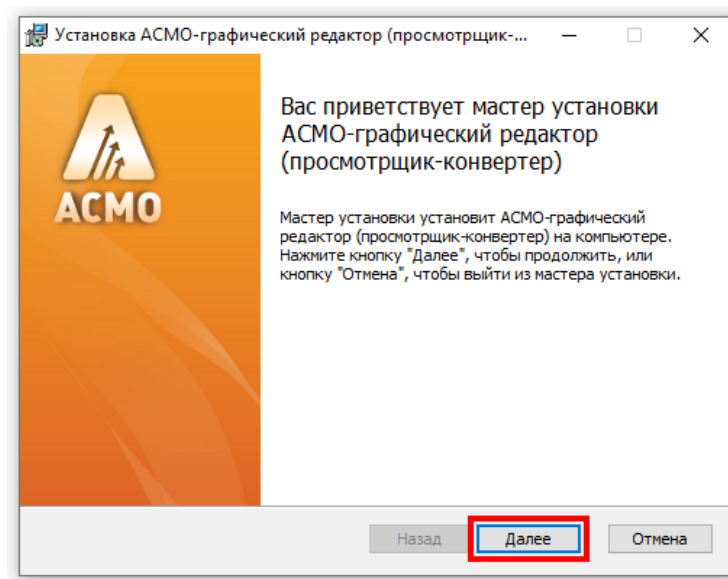 Установка АСМО-графический редактор (просмотрщик-...
АСМО
Вас приветствует мастер установки
АСМО-графический редактор
(просмотрщик-конвертер)
Мастер установки установит АСМО-графический
редактор (просмотрщик-конвертер) на компьютере.
Нажмите кнопку "Далее", чтобы продолжить, или
кнопку "Отмена", чтобы выйти из мастера установки.
Назад
Далее
Отмена